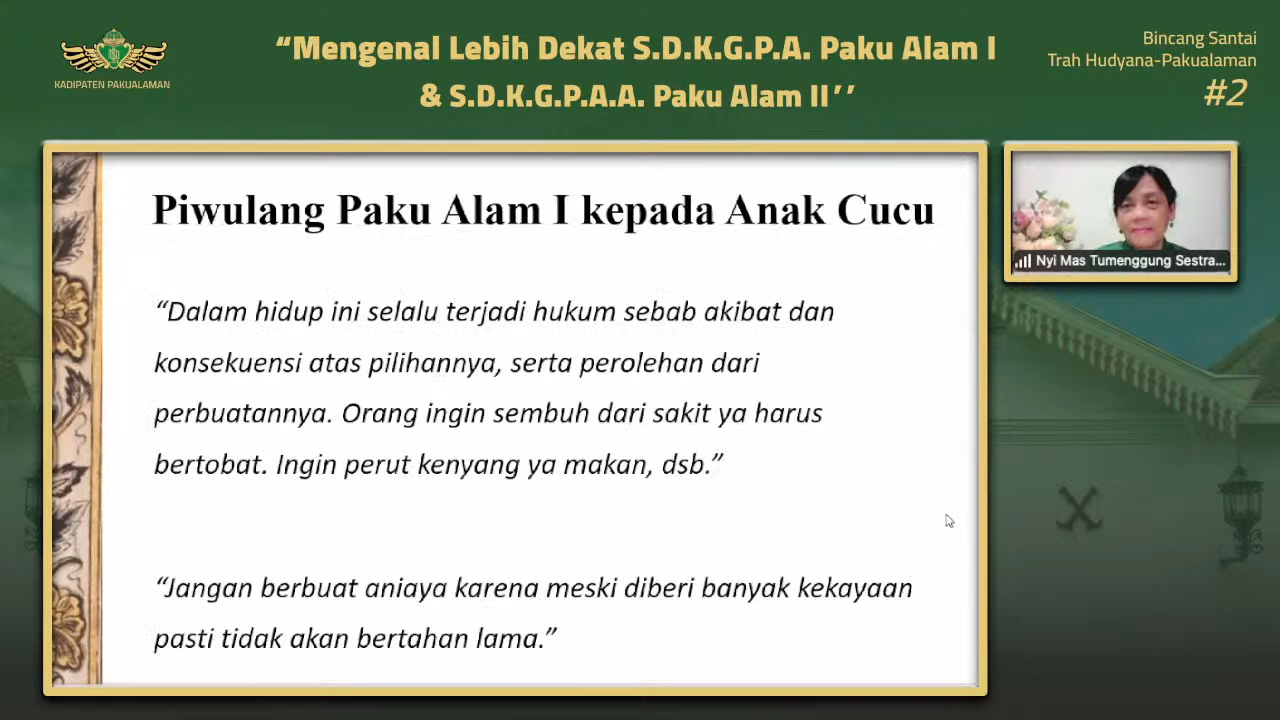 KADIPATEN PAKUALAMAN
“Mengenal Lebih Dekat S.D.K.G.P.A. Paku Alam I
& S.D.K.G.P.A.A. Paku Alam II’’
Bincang Santai
Trah Hudyana-Pakualaman
#2
Piwulang Paku Alam I kepada Anak Cucu
“Dalam hidup ini selalu terjadi hukum sebab akibat dan
konsekuensi atas pilihannya, serta perolehan dari
perbuatannya. Orang ingin sembuh dari sakit ya harus
bertobat. Ingin perut kenyang ya makan, dsb.”
“Jangan berbuat aniaya karena meski diberi banyak kekayaan
pasti tidak akan bertahan lama.”
Nyi Mas Tumenggung Sestra...